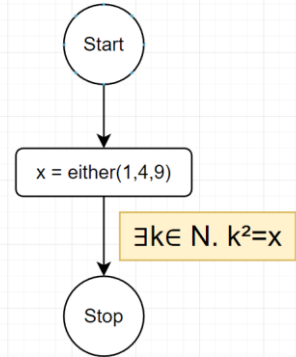 Start
x = either(1,4,9)
∃k∈ N. k²=x
Stop